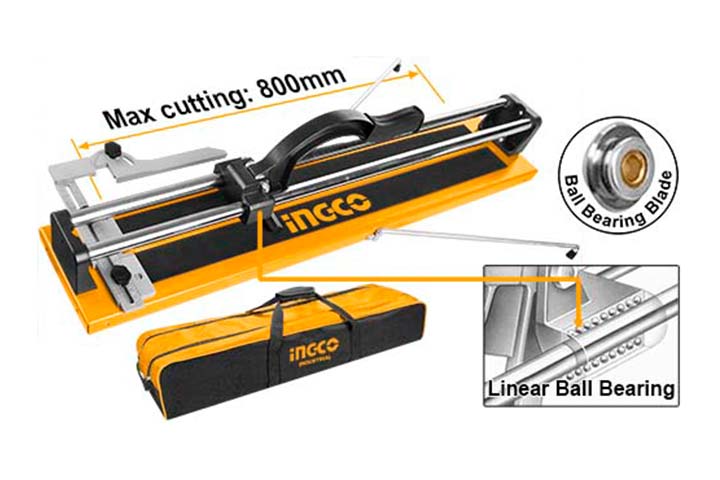 Max cutting: 800mm
INGCO
Ball Bearing Blade
INGCO
INDUSTRIAL
Linear Ball Bearing